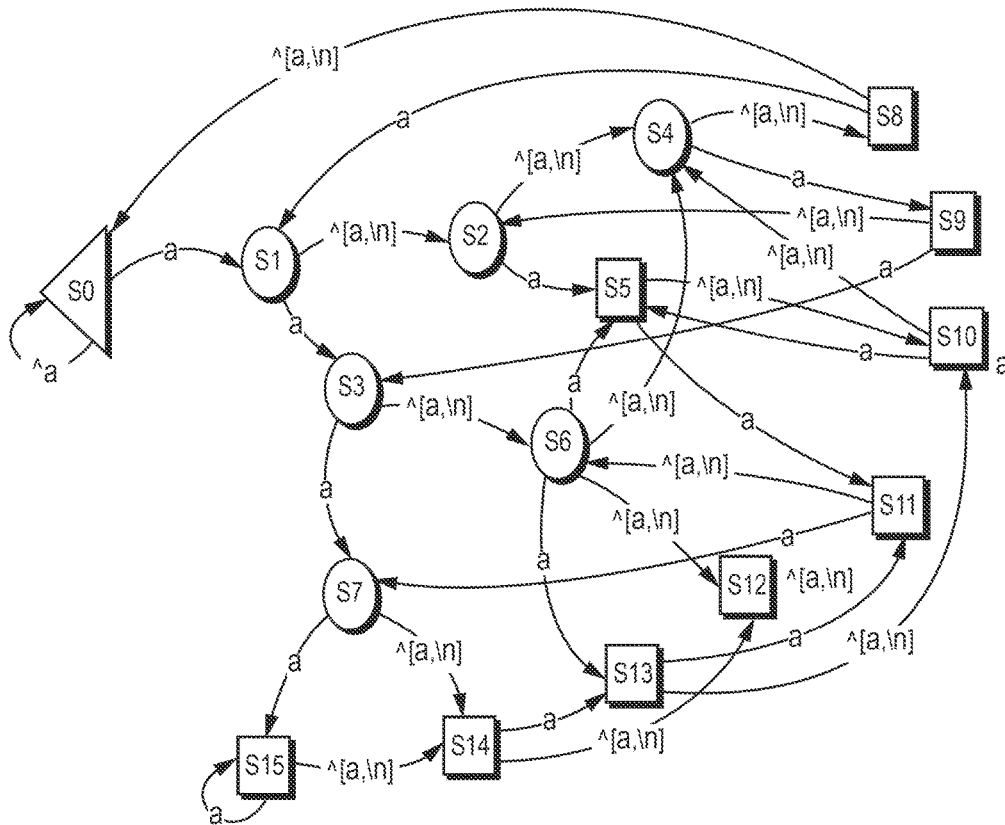 ^[a,\n]
S8
a
S4
^[a,\n]
^[a,\n]
a
S9
^[a,\n]
S0
a
S1
^[a,\n]
S2
a
S5
^[a,\n]
^[a,\n]
a
S10
a
a
^a
a
S3
^[a,\n]
a
^[a,\n]
S6
a
^[a,\n]
S11
a
^[a,\n]
a
a
S12
^[a,\n]
S7
a
^[a,\n]
S13
a
^[a,\n]
S15
^[a,\n]
S14
a
^[a,\n]
a